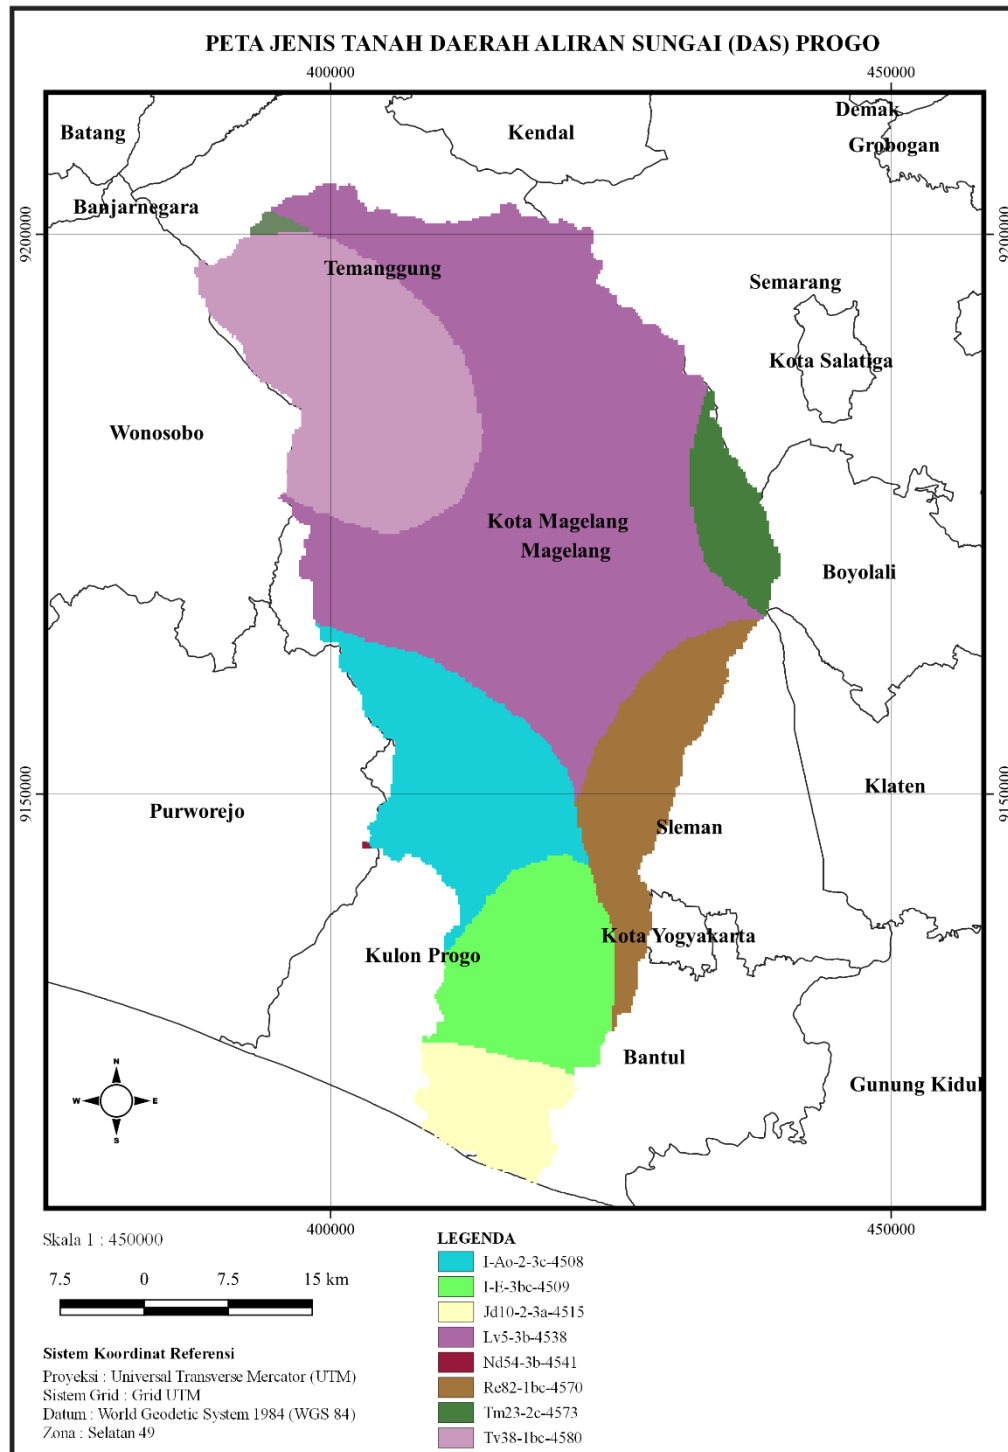 PETA JENIS TANAH DAERAH ALIRAN SUNGAI (DAS) PROGO
400000 450000
Demak
Batang Kendal
Grobogan
Banjarnegara
9200000 9200000
Temanggung
Semarang
Kota Salatiga
Wonosobo
Kota Magelang
Magelang
Boyolali
Klaten
9150000 9150000
Purworejo
Sleman
Kota Yogyakarta
Kulon Progo
Bantul
N
W E
S
Gunung Kidul
400000 450000
Skala 1 : 450000
7.5 0 7.5 15 km
Sistem Koordinat Referensi
Proyeksi : Universal Transverse Mercator (UTM)
Sistem Grid : Grid UTM
Datum : World Geodetic System 1984 (WGS 84)
Zona : Selatan 49
LEGENDA
I-Ao-2-3c-4508
I-E-3bc-4509
Jd10-2-3a-4515
Lv5-3b-4538
Nd54-3b-4541
Re82-1bc-4570
Tm23-2c-4573
Tv38-1bc-4580